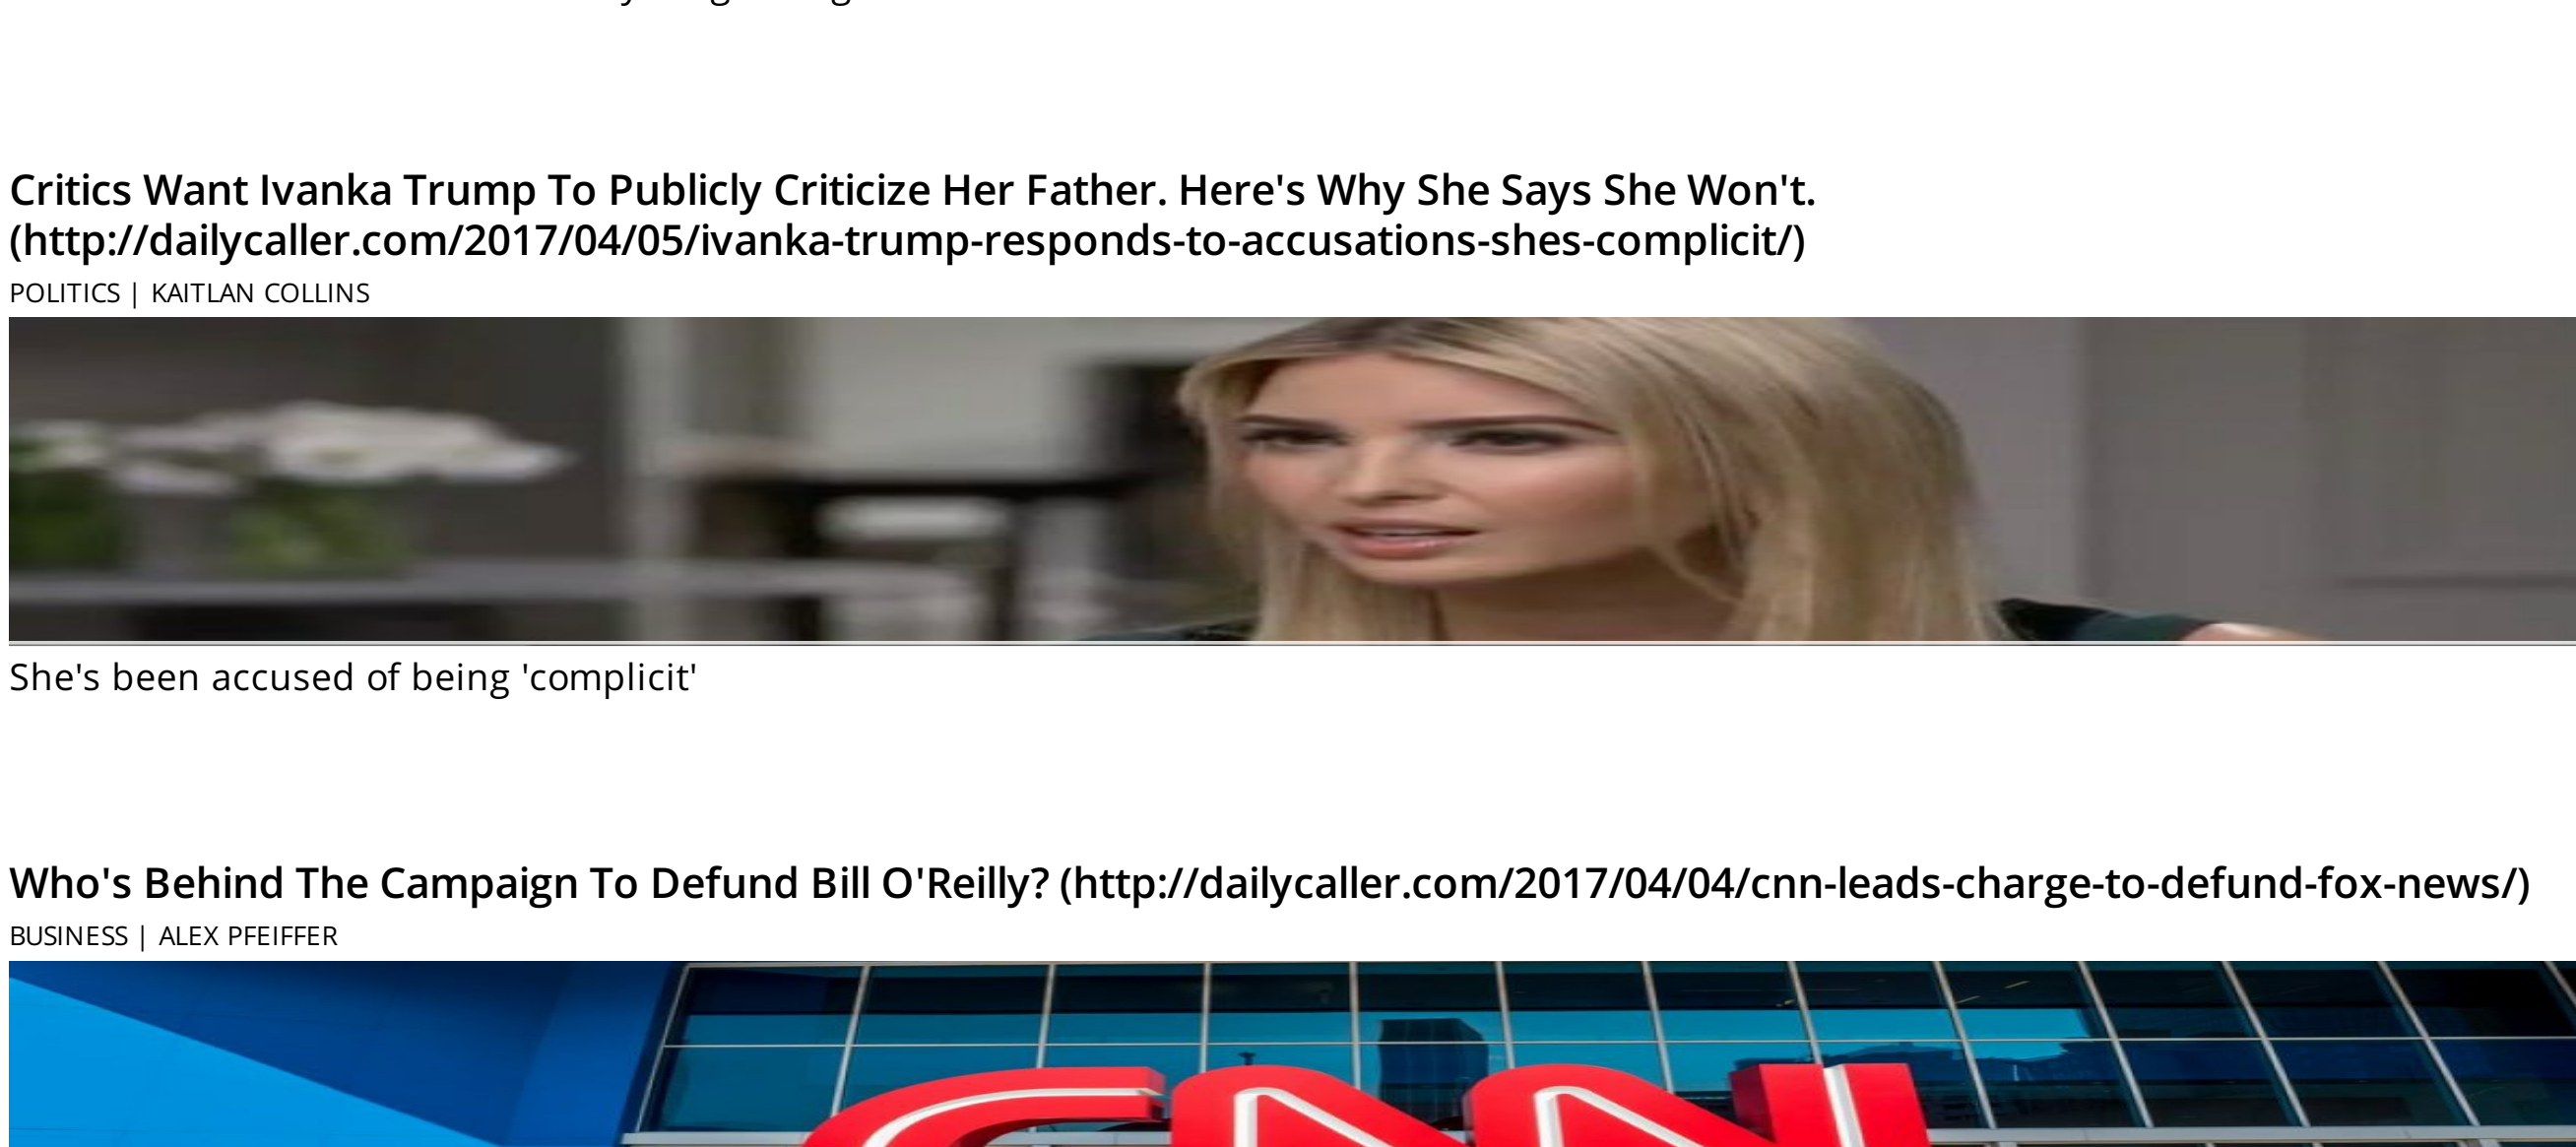 Critics Want Ivanka Trump To Publicly Criticize Her Father. Here's Why She Says She Won't.
(http://dailycaller.com/2017/04/05/ivanka-trump-responds-to-accusations-shes-complicit/)
POLITICS | KAITLAN COLLINS
She's been accused of being 'complicit'
Who's Behind The Campaign To Defund Bill O'Reilly? (http://dailycaller.com/2017/04/04/cnn-leads-charge-to-defund-fox-news/)
BUSINESS | ALEX PFEIFFER
CNN